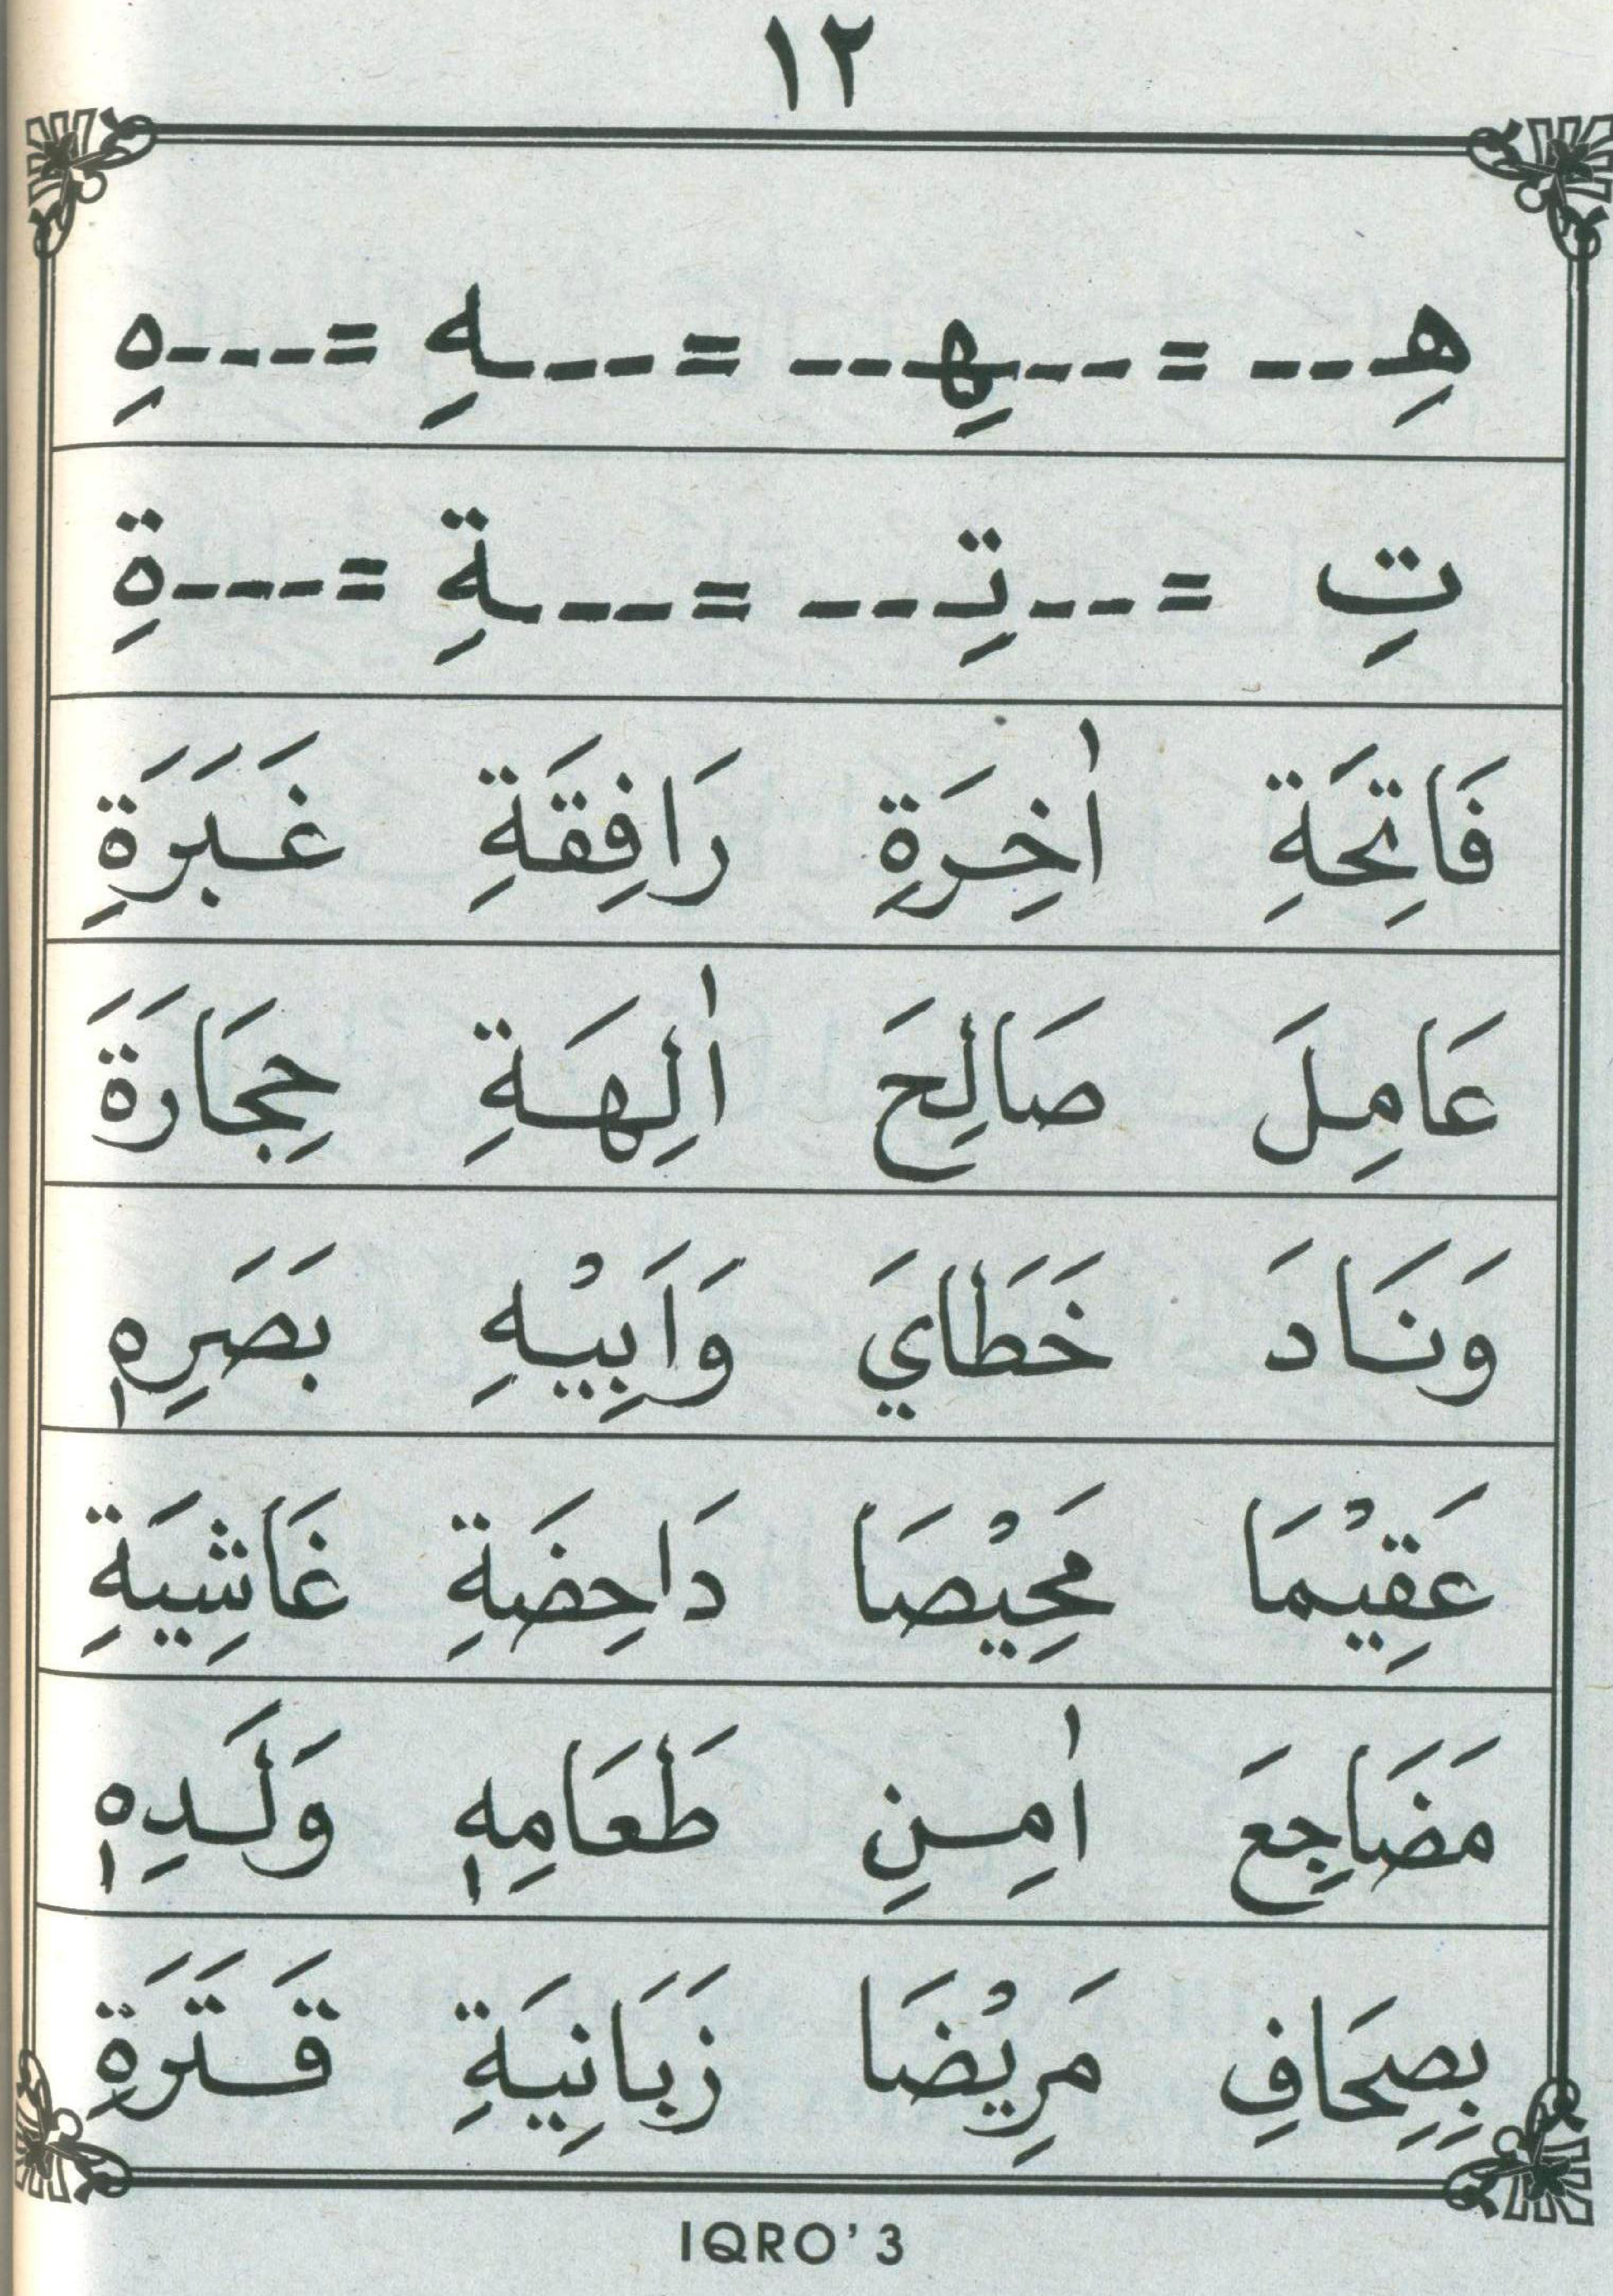 ١٢
هِـ --- = ---ـهِـ--- = ---ـهِ = ----هِ
تِ = ---تِـ--- = ---ـةِ = ----ةِ
فَاتِحَةِ اٰخِرَةِ رَافِقَةِ غَبَرَةِ
عَامِلَ صَالِحَ اٰلِهَةِ حِجَارَةَ
وَنَادَ خَطَايَ وَاَبِيْهِ بَصَرِهٖ
عَقِيْمَا مَحِيْصَا دَاحِضَةِ غَاشِيَةِ
مَضَاجِعَ اٰمِنِ طَعَامِهٖ وَلَدِهٖ
بِصِحَافِ مَرِيْضَا زَبَانِيَةِ قَتَرَةِ
IQRO' 3